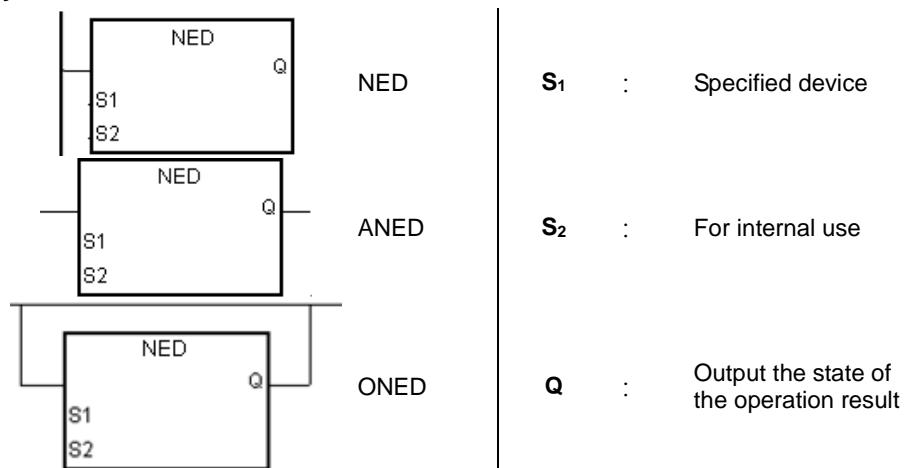 NED
Q
S1
S2
NED
S1 : Specified device
NED
Q
S1
S2
ANED
S2 : For internal use
NED
Q
S1
S2
ONED
Q : Output the state of
the operation result